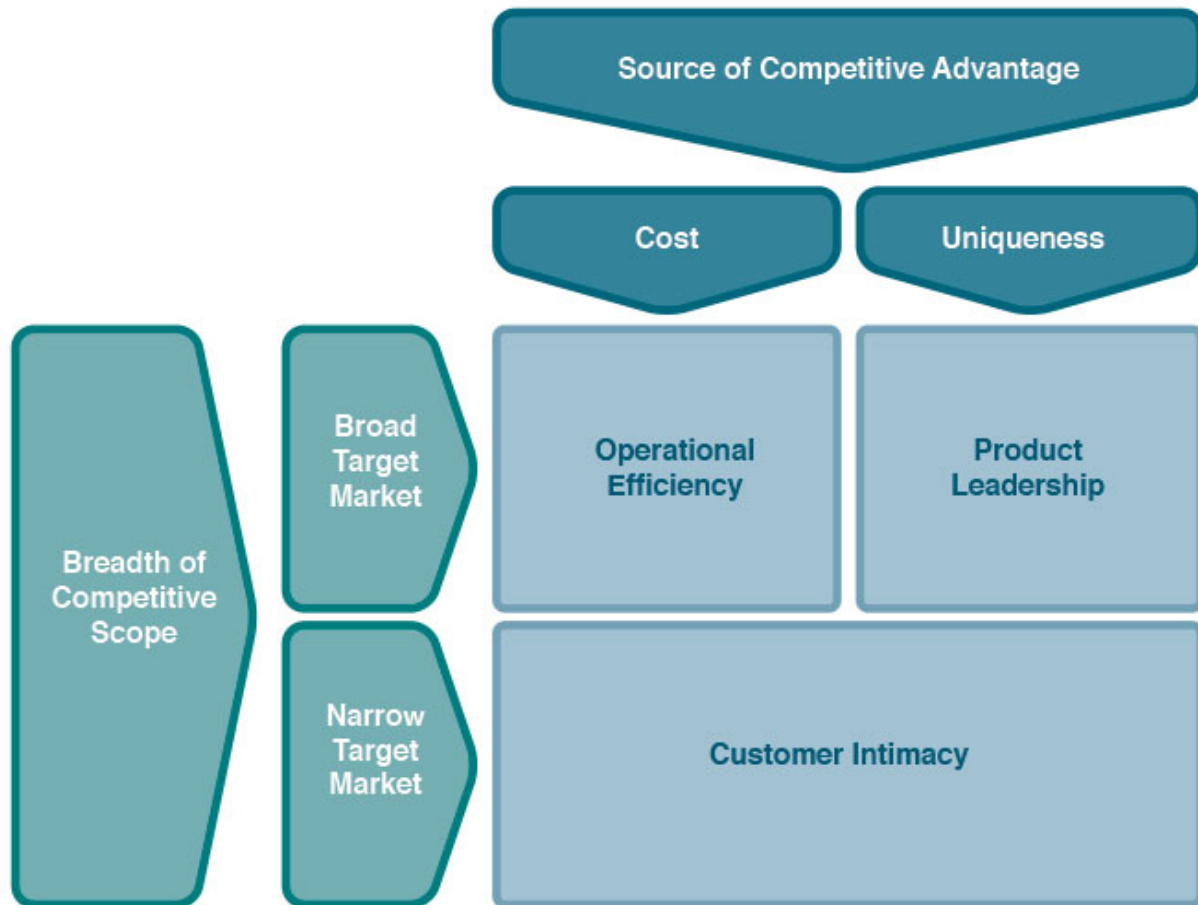 Source of Competitive Advantage
Cost
Uniqueness
Breadth of
Competitive
Scope
Broad
Target
Market
Operational
Efficiency
Product
Leadership
Narrow
Target
Market
Customer Intimacy